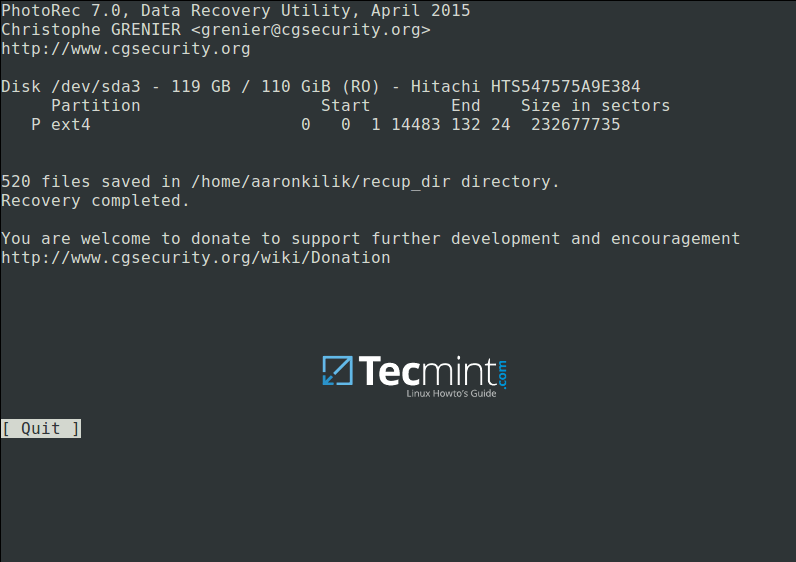 PhotoRec 7.0, Data Recovery Utility, April 2015
Christophe GRENIER <grenier@cgsecurity.org>
http://www.cgsecurity.org
Disk /dev/sda3 - 119 GB / 110 GiB (RO) - Hitachi HTS547575A9E384
Partition Start End Size in sectors
P ext4 0 0 1 14483 132 24 232677735
520 files saved in /home/aaronkilik/recup_dir directory.
Recovery completed.
You are welcome to donate to support further development and encouragement
http://www.cgsecurity.org/wiki/Donation
Tecmint.com
Linux Howto's Guide
[ Quit ]